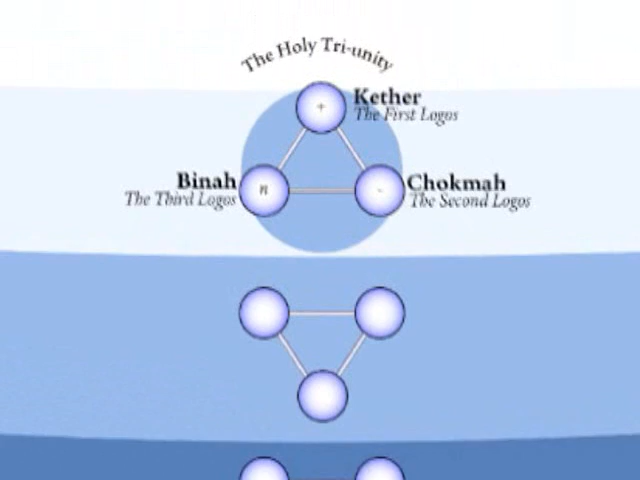 The Holy Tri-unity
+
Kether
The First Logos
Binah
The Third Logos
n
-
Chokmah
The Second Logos